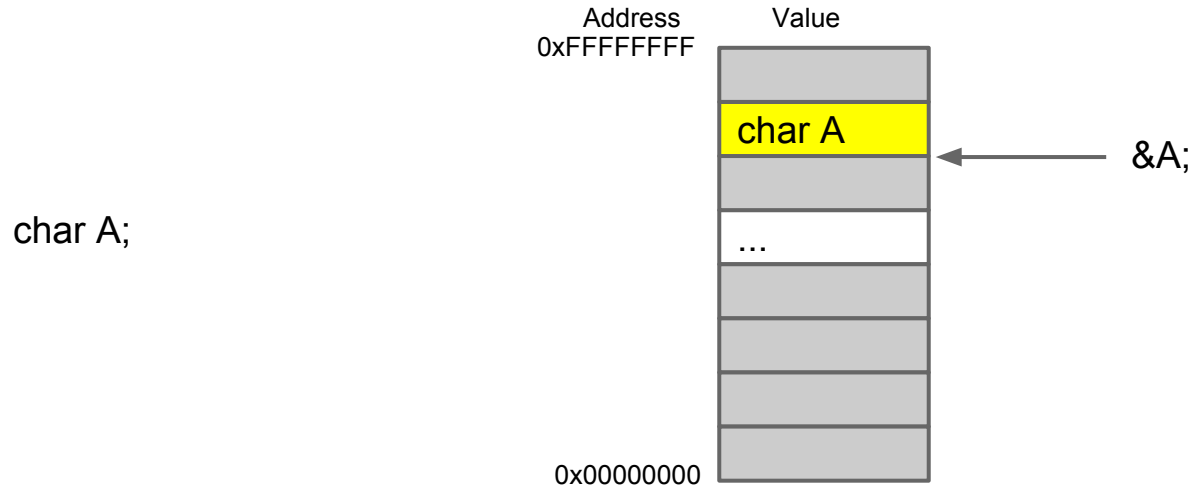 Address Value
0xFFFFFFFF
char A
&A;
char A;
...
0x00000000